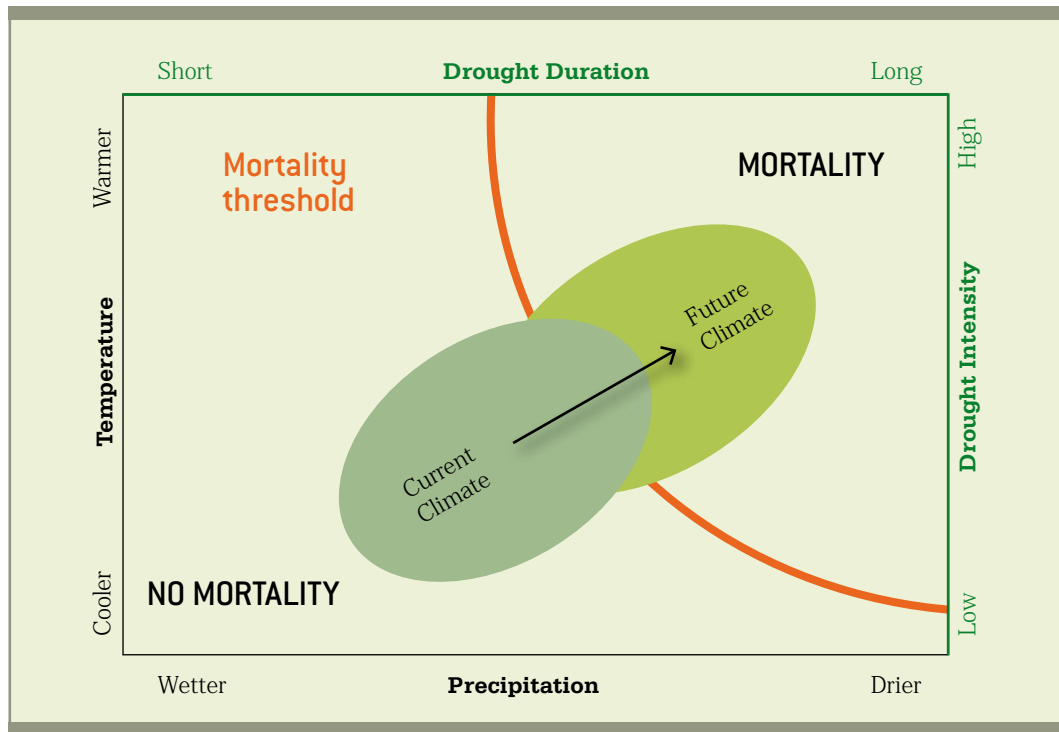 Short
Drought Duration
Long
Warmer
Temperature
Cooler
Mortality
threshold
MORTALITY
High
Drought Intensity
Low
Future
Climate
Current
Climate
NO MORTALITY
Wetter
Precipitation
Drier